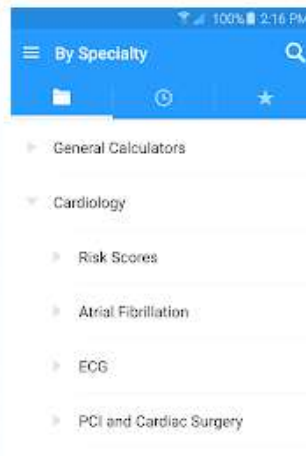 100% 2:16 PM
By Specialty
General Calculators
Cardiology
Risk Scores
Atrial Fibrillation
ECG
PCI and Cardiac Surgery